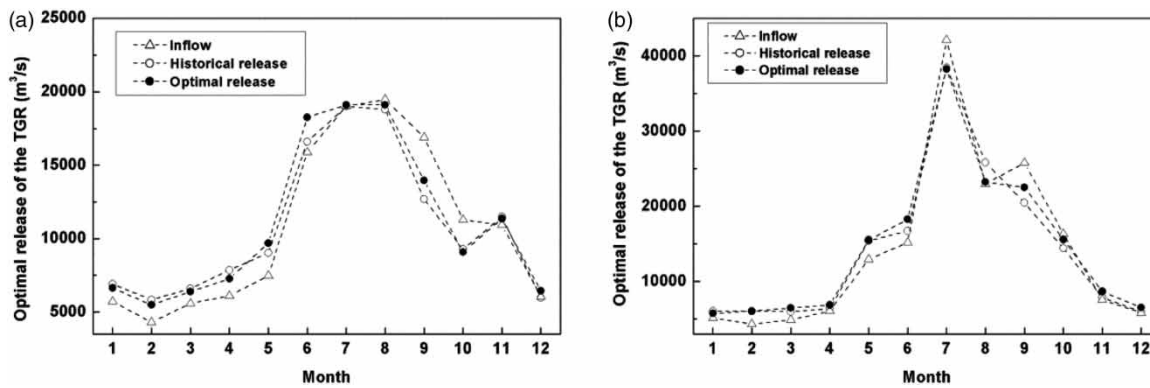 (a)
25000
20000
15000
10000
5000
Optimal release of the TGR (m³/s)
Inflow
Historical release
Optimal release
1 2 3 4 5 6 7 8 9 10 11 12
Month
(b)
40000
30000
20000
10000
Optimal release of the TGR (m³/s)
Inflow
Historical release
Optimal release
1 2 3 4 5 6 7 8 9 10 11 12
Month